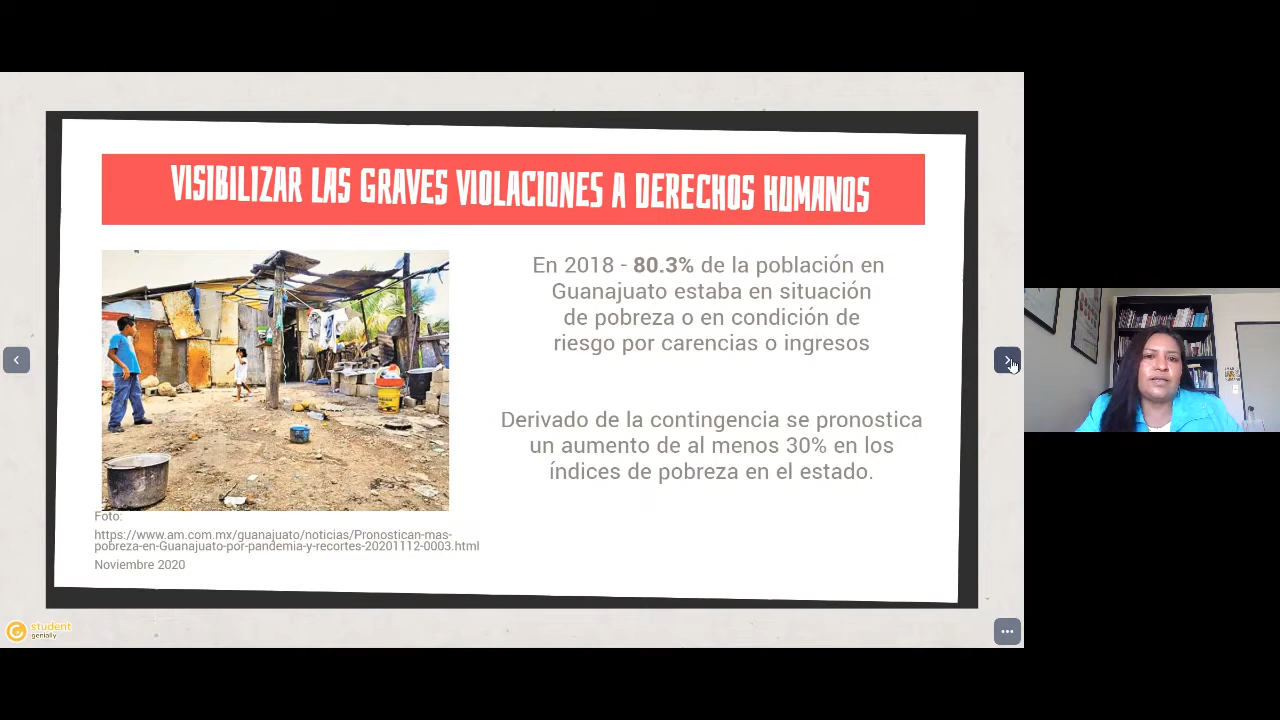 VISIBILIZAR LAS GRAVES VIOLACIONES A DERECHOS HUMANOS
En 2018 - 80.3% de la población en
Guanajuato estaba en situación
de pobreza o en condición de
riesgo por carencias o ingresos
Derivado de la contingencia se pronostica
un aumento de al menos 30% en los
índices de pobreza en el estado.
Foto:
https://www.am.com.mx/guanajuato/noticias/Pronostican-mas-
pobreza-en-Guanajuato-por-pandemia-y-recortes-20201112-0003.html
Noviembre 2020
student
genially